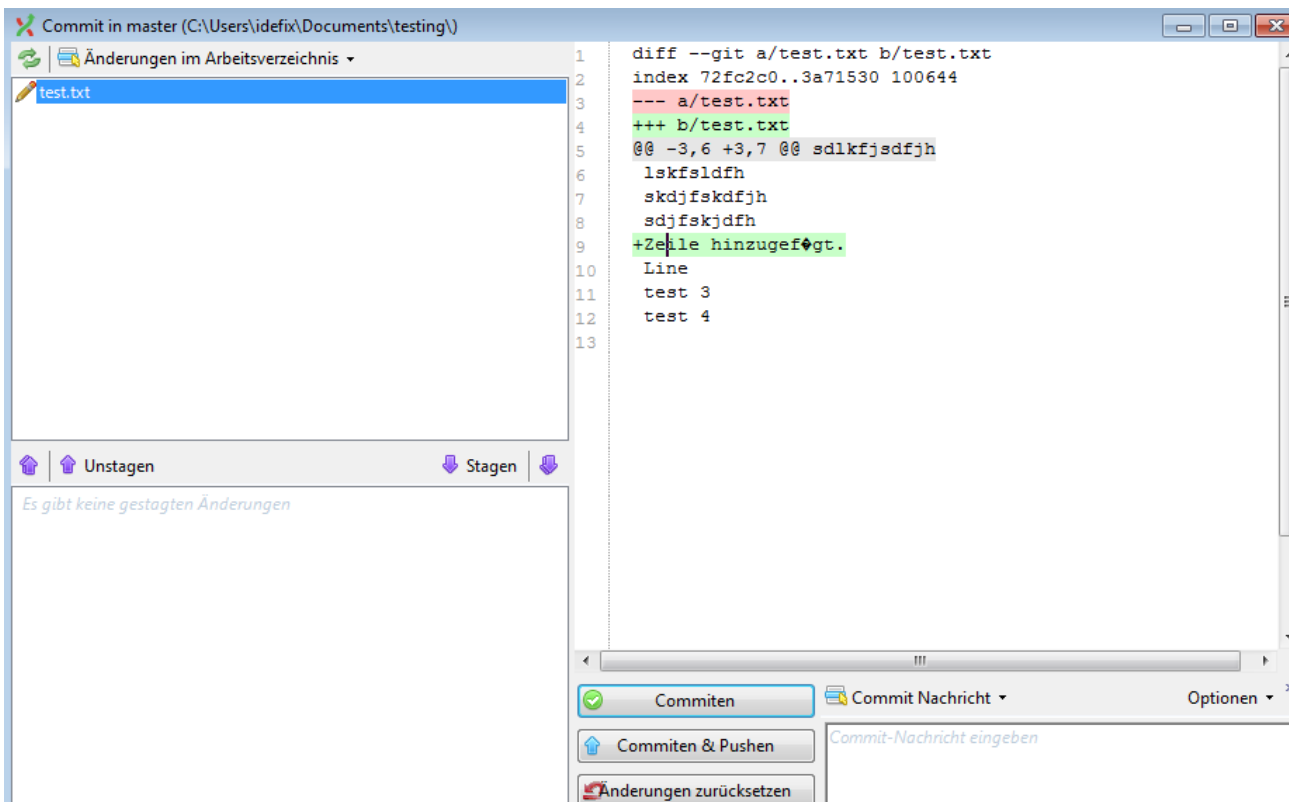 Commit in master (C:\Users\idefix\Documents\testing\)
Änderungen im Arbeitsverzeichnis
test.txt
Unstagen
Stagen
Es gibt keine gestagten Änderungen
1 diff --git a/test.txt b/test.txt
2 index 72fc2c0..3a71530 100644
3 --- a/test.txt
4 +++ b/test.txt
5 @@ -3,6 +3,7 @@ sdlkfjsdfjh
6 lskfsldfh
7 skdjfskdfjh
8 sdjfskjdfh
9 +Zeile hinzugef�gt.
10 Line
11 test 3
12 test 4
13
Commiten
Commiten & Pushen
Änderungen zurücksetzen
Commit Nachricht
Optionen
Commit-Nachricht eingeben